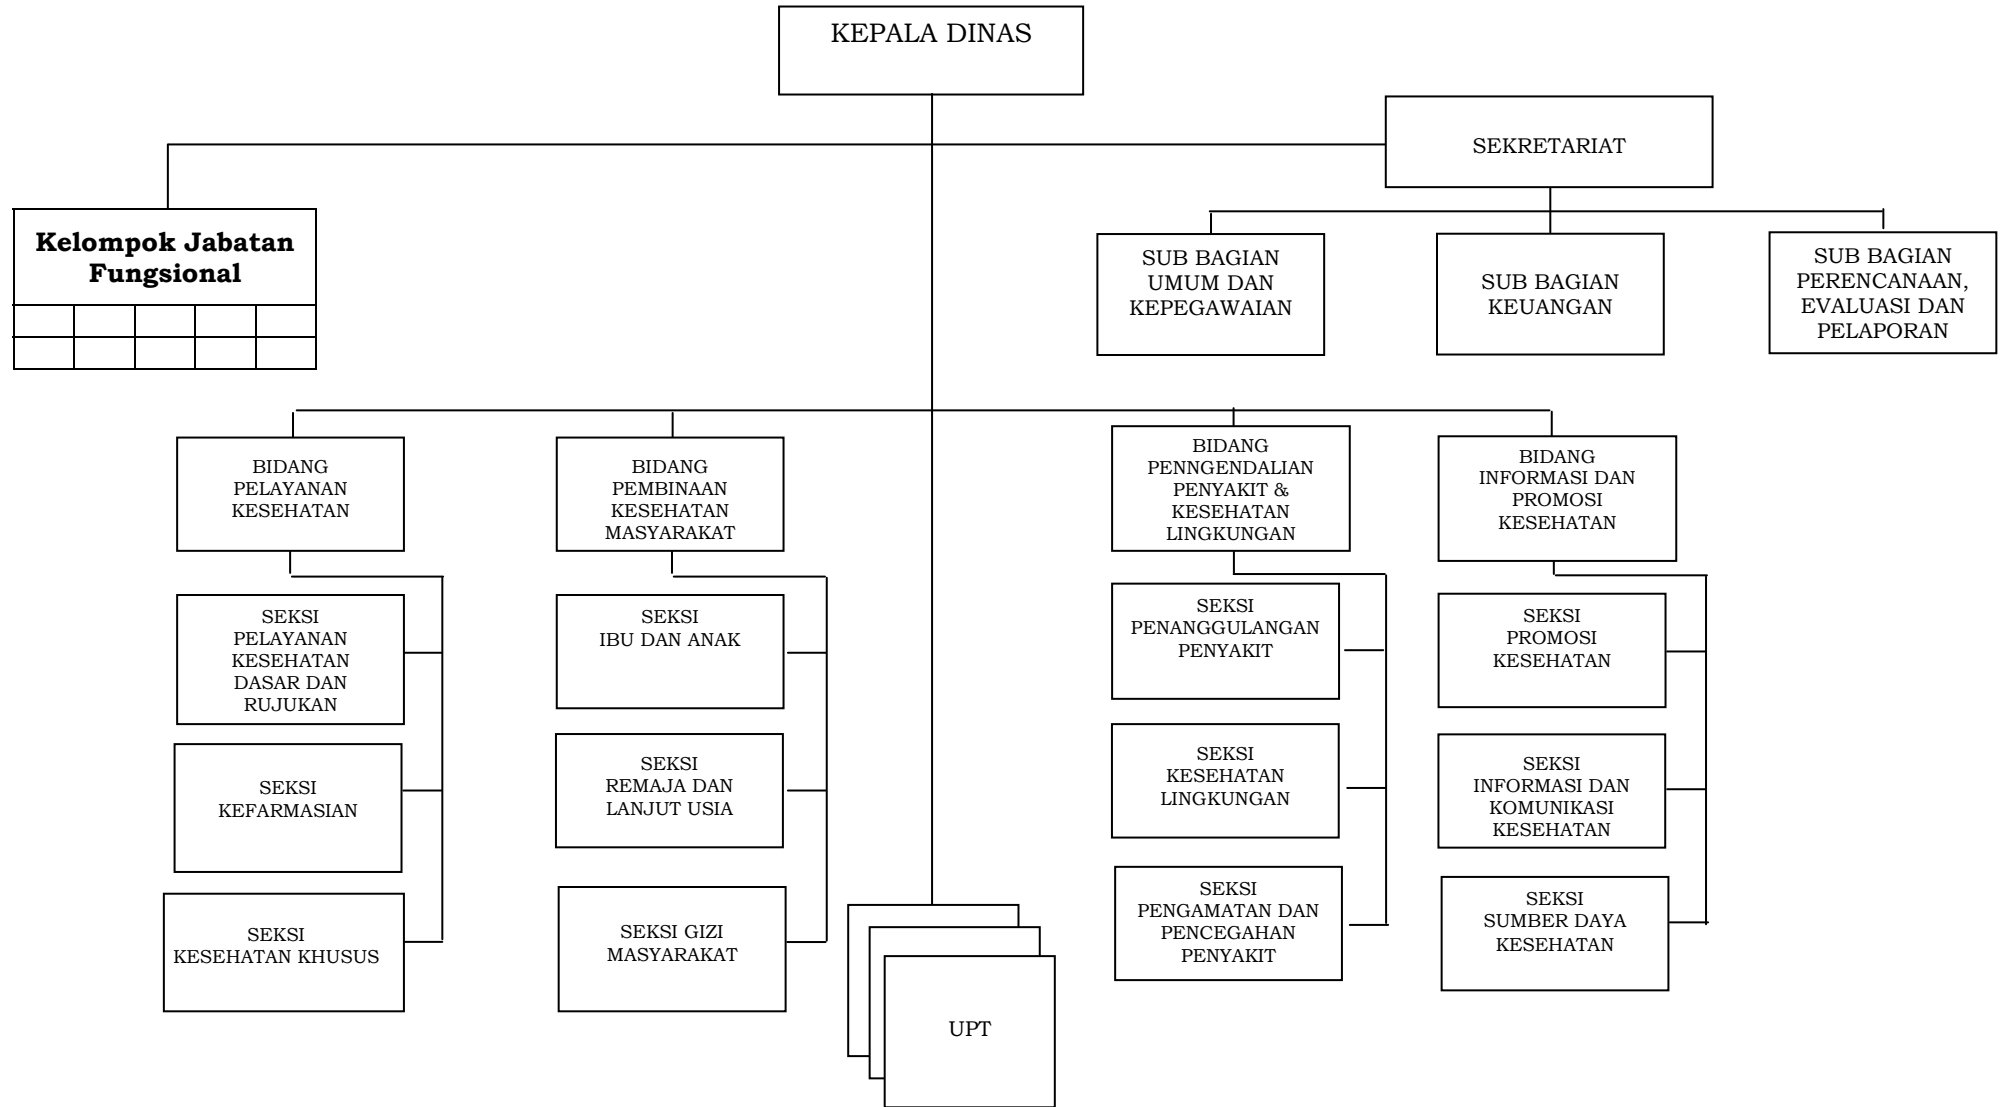 KEPALA DINAS
SEKRETARIAT
Kelompok Jabatan
Fungsional
SUB BAGIAN
UMUM DAN
KEPEGAWAIAN
SUB BAGIAN
KEUANGAN
SUB BAGIAN
PERENCANAAN,
EVALUASI DAN
PELAPORAN
BIDANG
PELAYANAN
KESEHATAN
BIDANG
PEMBINAAN
KESEHATAN
MASYARAKAT
BIDANG
PENNGENDALIAN
PENYAKIT &
KESEHATAN
LINGKUNGAN
BIDANG
INFORMASI DAN
PROMOSI
KESEHATAN
SEKSI
PELAYANAN
KESEHATAN
DASAR DAN
RUJUKAN
SEKSI
IBU DAN ANAK
SEKSI
PENANGGULANGAN
PENYAKIT
SEKSI
PROMOSI
KESEHATAN
SEKSI
KEFARMASIAN
SEKSI
REMAJA DAN
LANJUT USIA
SEKSI
KESEHATAN
LINGKUNGAN
SEKSI
INFORMASI DAN
KOMUNIKASI
KESEHATAN
SEKSI
KESEHATAN KHUSUS
SEKSI GIZI
MASYARAKAT
SEKSI
PENGAMATAN DAN
PENCEGAHAN
PENYAKIT
SEKSI
SUMBER DAYA
KESEHATAN
UPT